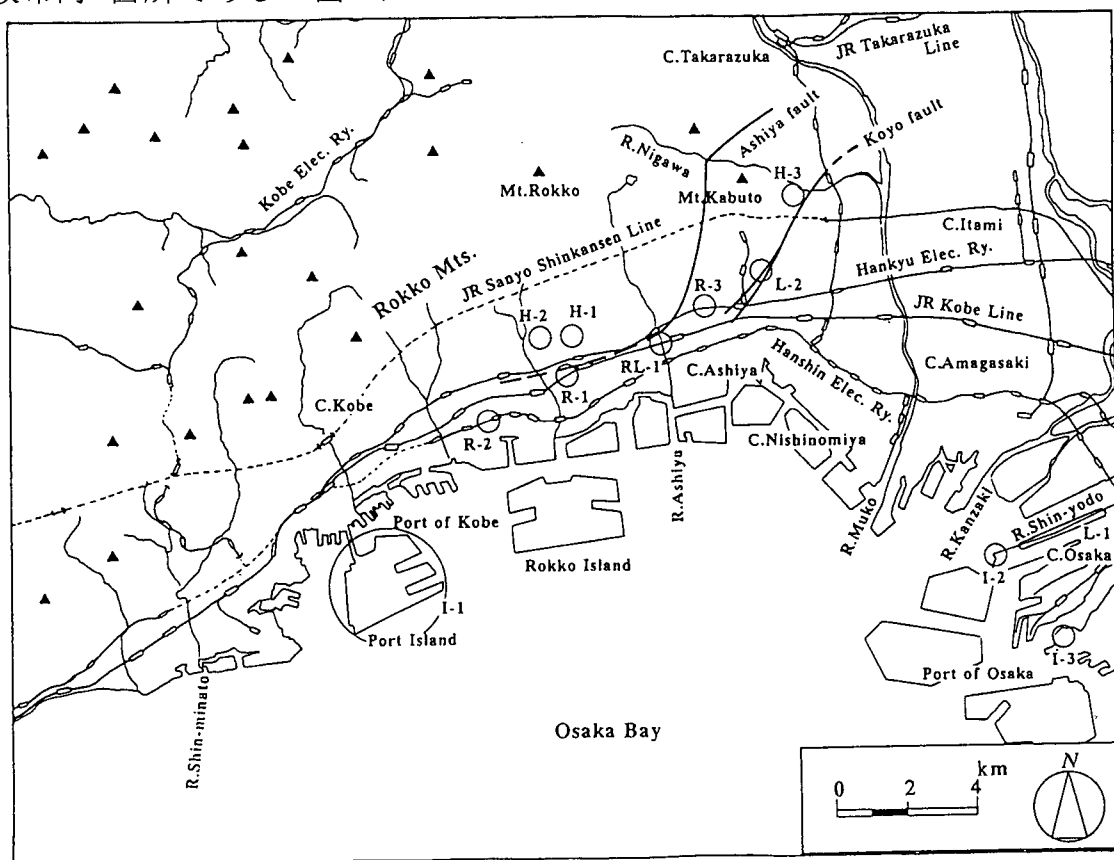 C.Takarazuka
JR Takarazuka
Line
Ashiya fault
Koyo fault
R.Nigawa
H-3
Kobe Elec. Ry.
Mt.Rokko
Mt.Kabuto
C.Itami
JR Sanyo Shinkansen Line
Hankyu Elec. Ry.
Rokko Mts.
L-2
R-3
H-2
H-1
JR Kobe Line
RL-1
Hanshin Elec. Ry.
C.Amagasaki
C.Ashiya
R-1
C.Kobe
R-2
C.Nishinomiya
R.Ashiya
R.Muko
R.Kanzaki
R.Shin-yodo
L-1
Port of Kobe
C.Osaka
I-2
Rokko Island
I-1
Port Island
I-3
Port of Osaka
R.Shin-minato
Osaka Bay
km
N
0 2 4